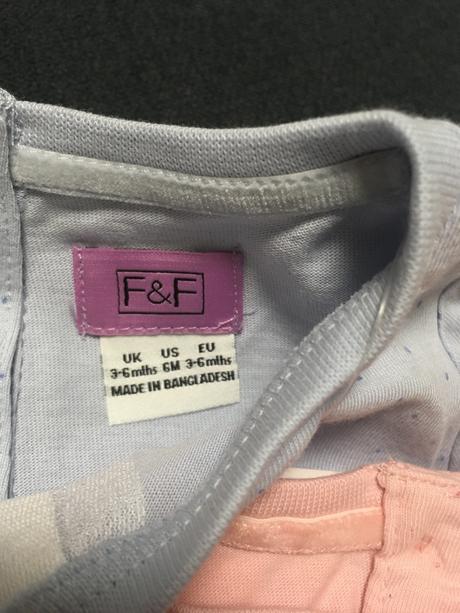 F&F
UK US EU
3-6mths 6M 3-6mths
MADE IN BANGLADESH